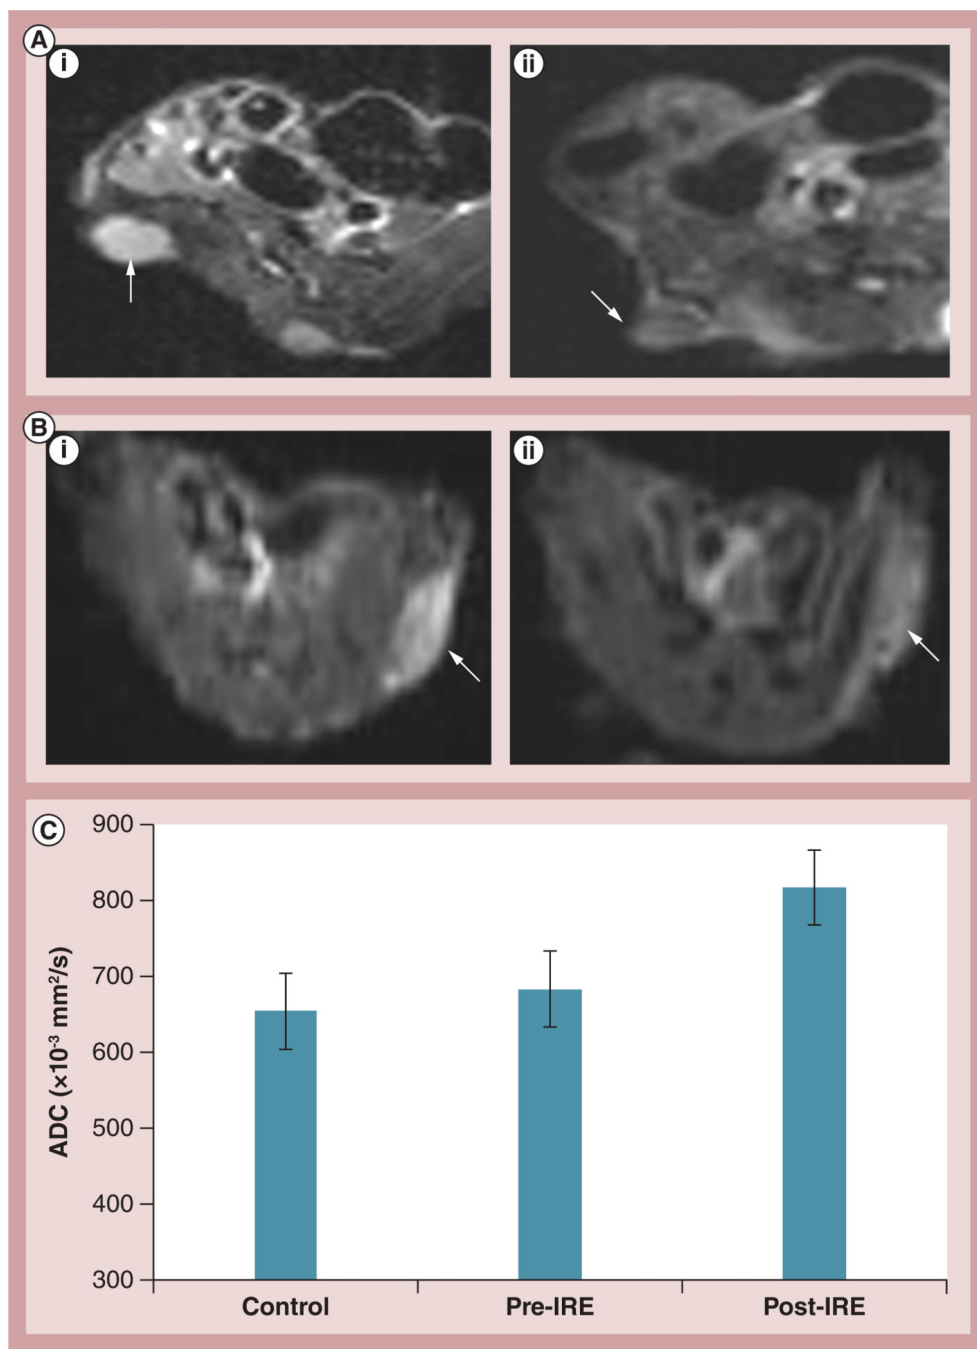 A
i
ii
B
i
ii
C
900
800
700
600
500
400
300
ADC (×10⁻³ mm²/s)
Control
Pre-IRE
Post-IRE